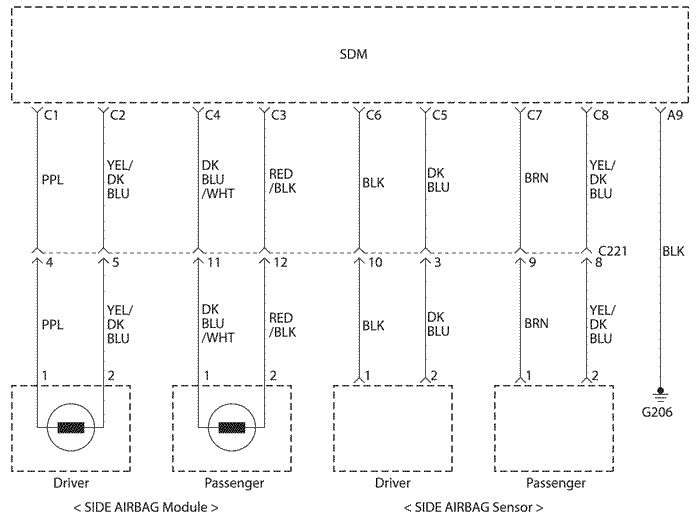 SDM
C1 C2 C4 C3 C6 C5 C7 C8 A9
PPL
YEL/
DK
BLU
DK
BLU
/WHT
RED
/BLK
BLK
DK
BLU
BRN
YEL/
DK
BLU
C221
BLK
4 5 11 12 10 3 9 8
PPL
YEL/
DK
BLU
DK
BLU
/WHT
RED
/BLK
BLK
DK
BLU
BRN
YEL/
DK
BLU
1 2 1 2 1 2 1 2
G206
Driver Passenger Driver Passenger
< SIDE AIRBAG Module > < SIDE AIRBAG Sensor >